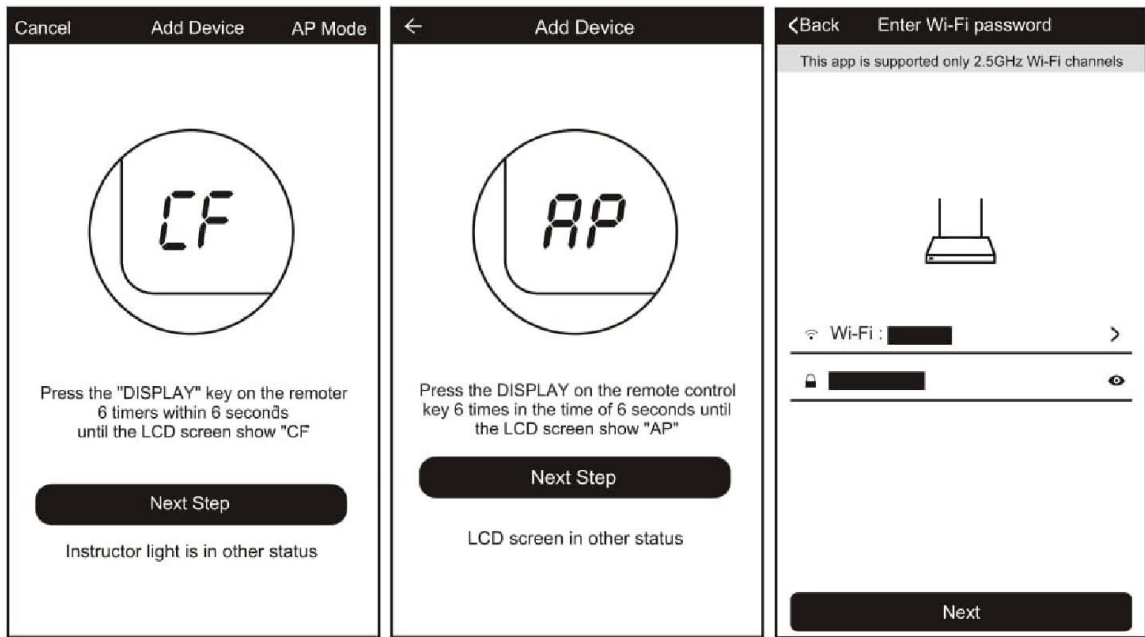 Cancel Add Device AP Mode
CF
Press the "DISPLAY" key on the remoter
6 timers within 6 seconds
until the LCD screen show "CF
Next Step
Instructor light is in other status
← Add Device
AP
Press the DISPLAY on the remote control
key 6 times in the time of 6 seconds until
the LCD screen show "AP"
Next Step
LCD screen in other status
Back Enter Wi-Fi password
This app is supported only 2.5GHz Wi-Fi channels
Wi-Fi :
Next